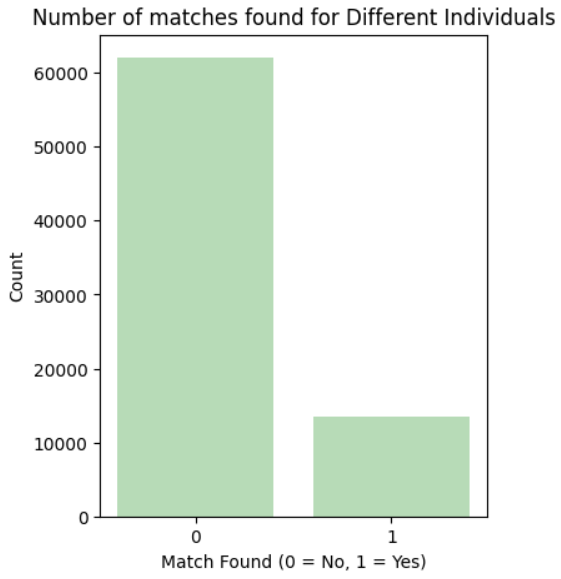 Number of matches found for Different Individuals
60000
50000
40000
30000
20000
10000
0
Count
0 1
Match Found (0 = No, 1 = Yes)